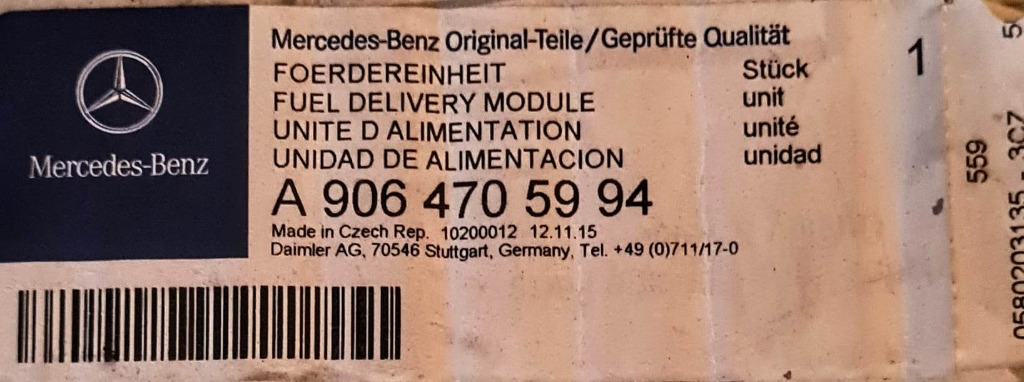 Mercedes-Benz
Mercedes-Benz Original-Teile/Geprüfte Qualität
FOERDEREINHEIT Stück 1
FUEL DELIVERY MODULE unit
UNITE D ALIMENTATION unité
UNIDAD DE ALIMENTACION unidad
A 906 470 59 94
Made in Czech Rep. 10200012 12.11.15
Daimler AG, 70546 Stuttgart, Germany, Tel. +49 (0)711/17-0
559
0580203135 - 3C7